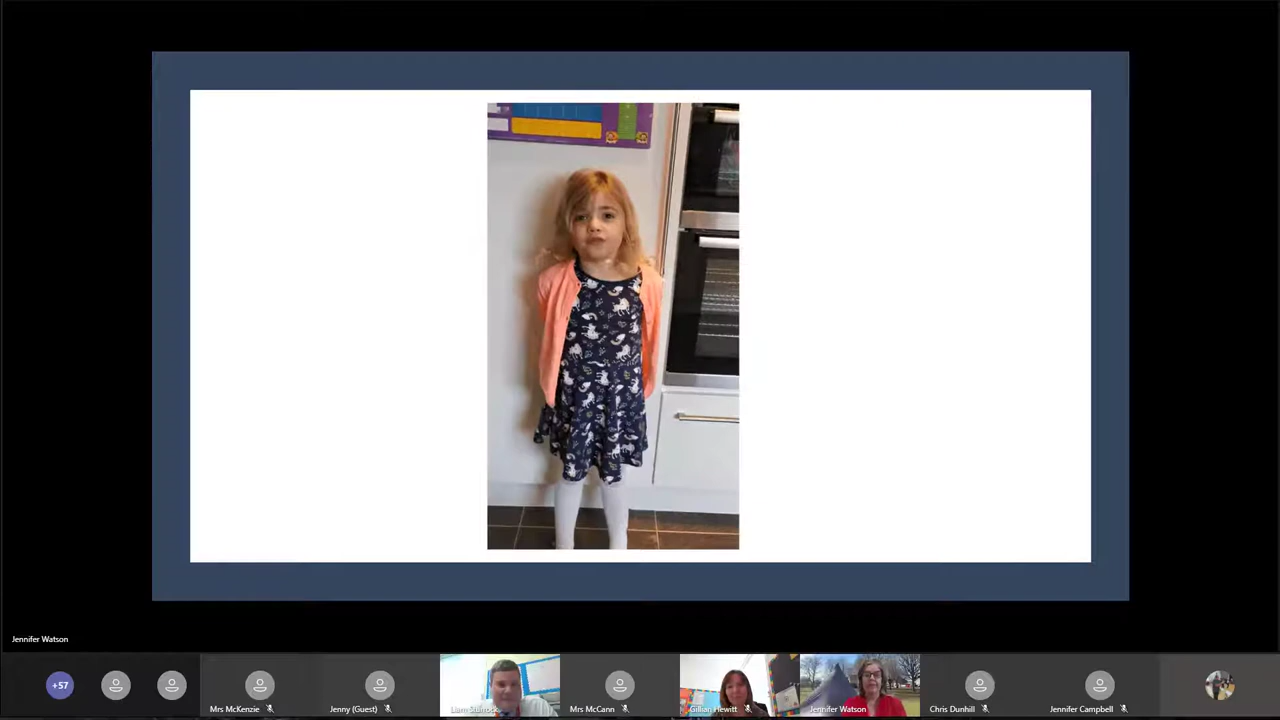 Jennifer Watson
+57
Mrs McKenzie
Jenny (Guest)
Mrs McCann
Gillian Hewitt
Jennifer Watson
Chris Dunhill
Jennifer Campbell